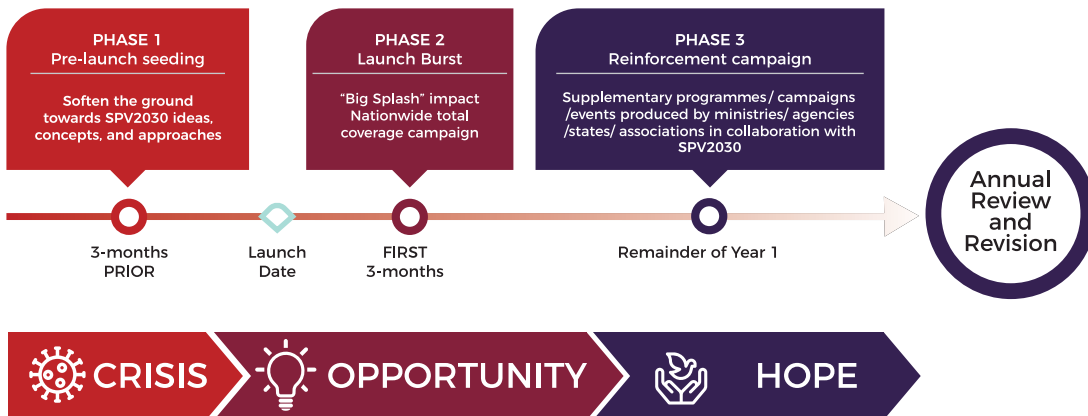 PHASE 1
Pre-launch seeding
Soften the ground
towards SPV2030 ideas,
concepts, and approaches
PHASE 2
Launch Burst
“Big Splash” impact
Nationwide total
coverage campaign
PHASE 3
Reinforcement campaign
Supplementary programmes/ campaigns
/events produced by ministries/ agencies
/states/ associations in collaboration with
SPV2030
3-months
PRIOR
Launch
Date
FIRST
3-months
Remainder of Year 1
Annual
Review
and
Revision
CRISIS
OPPORTUNITY
HOPE